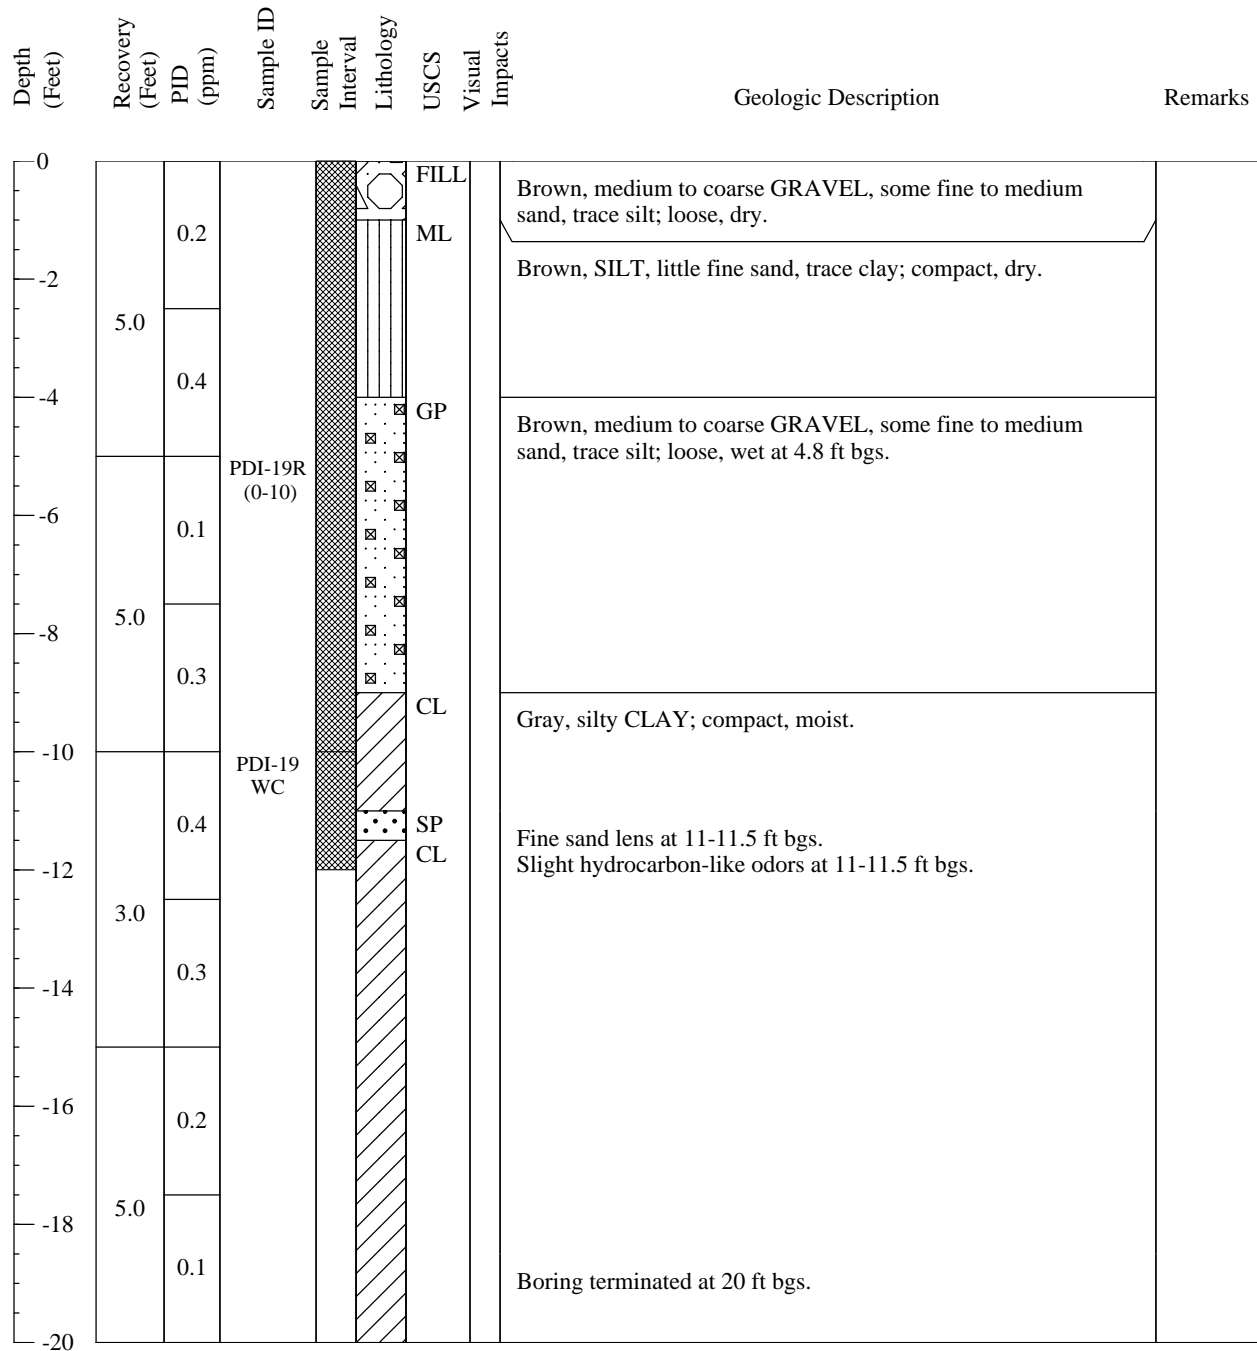 Depth
(Feet)
Recovery
(Feet)
PID
(ppm)
Sample ID
Sample
Interval
Lithology
USCS
Visual
Impacts
Geologic Description
Remarks
0
FILL
Brown, medium to coarse GRAVEL, some fine to medium
sand, trace silt; loose, dry.
0.2
ML
Brown, SILT, little fine sand, trace clay; compact, dry.
-2
5.0
0.4
-4
GP
Brown, medium to coarse GRAVEL, some fine to medium
sand, trace silt; loose, wet at 4.8 ft bgs.
PDI-19R
(0-10)
-6
0.1
5.0
-8
0.3
CL
Gray, silty CLAY; compact, moist.
-10
PDI-19
WC
0.4
SP
Fine sand lens at 11-11.5 ft bgs.
CL
Slight hydrocarbon-like odors at 11-11.5 ft bgs.
-12
3.0
0.3
-14
-16
0.2
5.0
-18
0.1
Boring terminated at 20 ft bgs.
-20